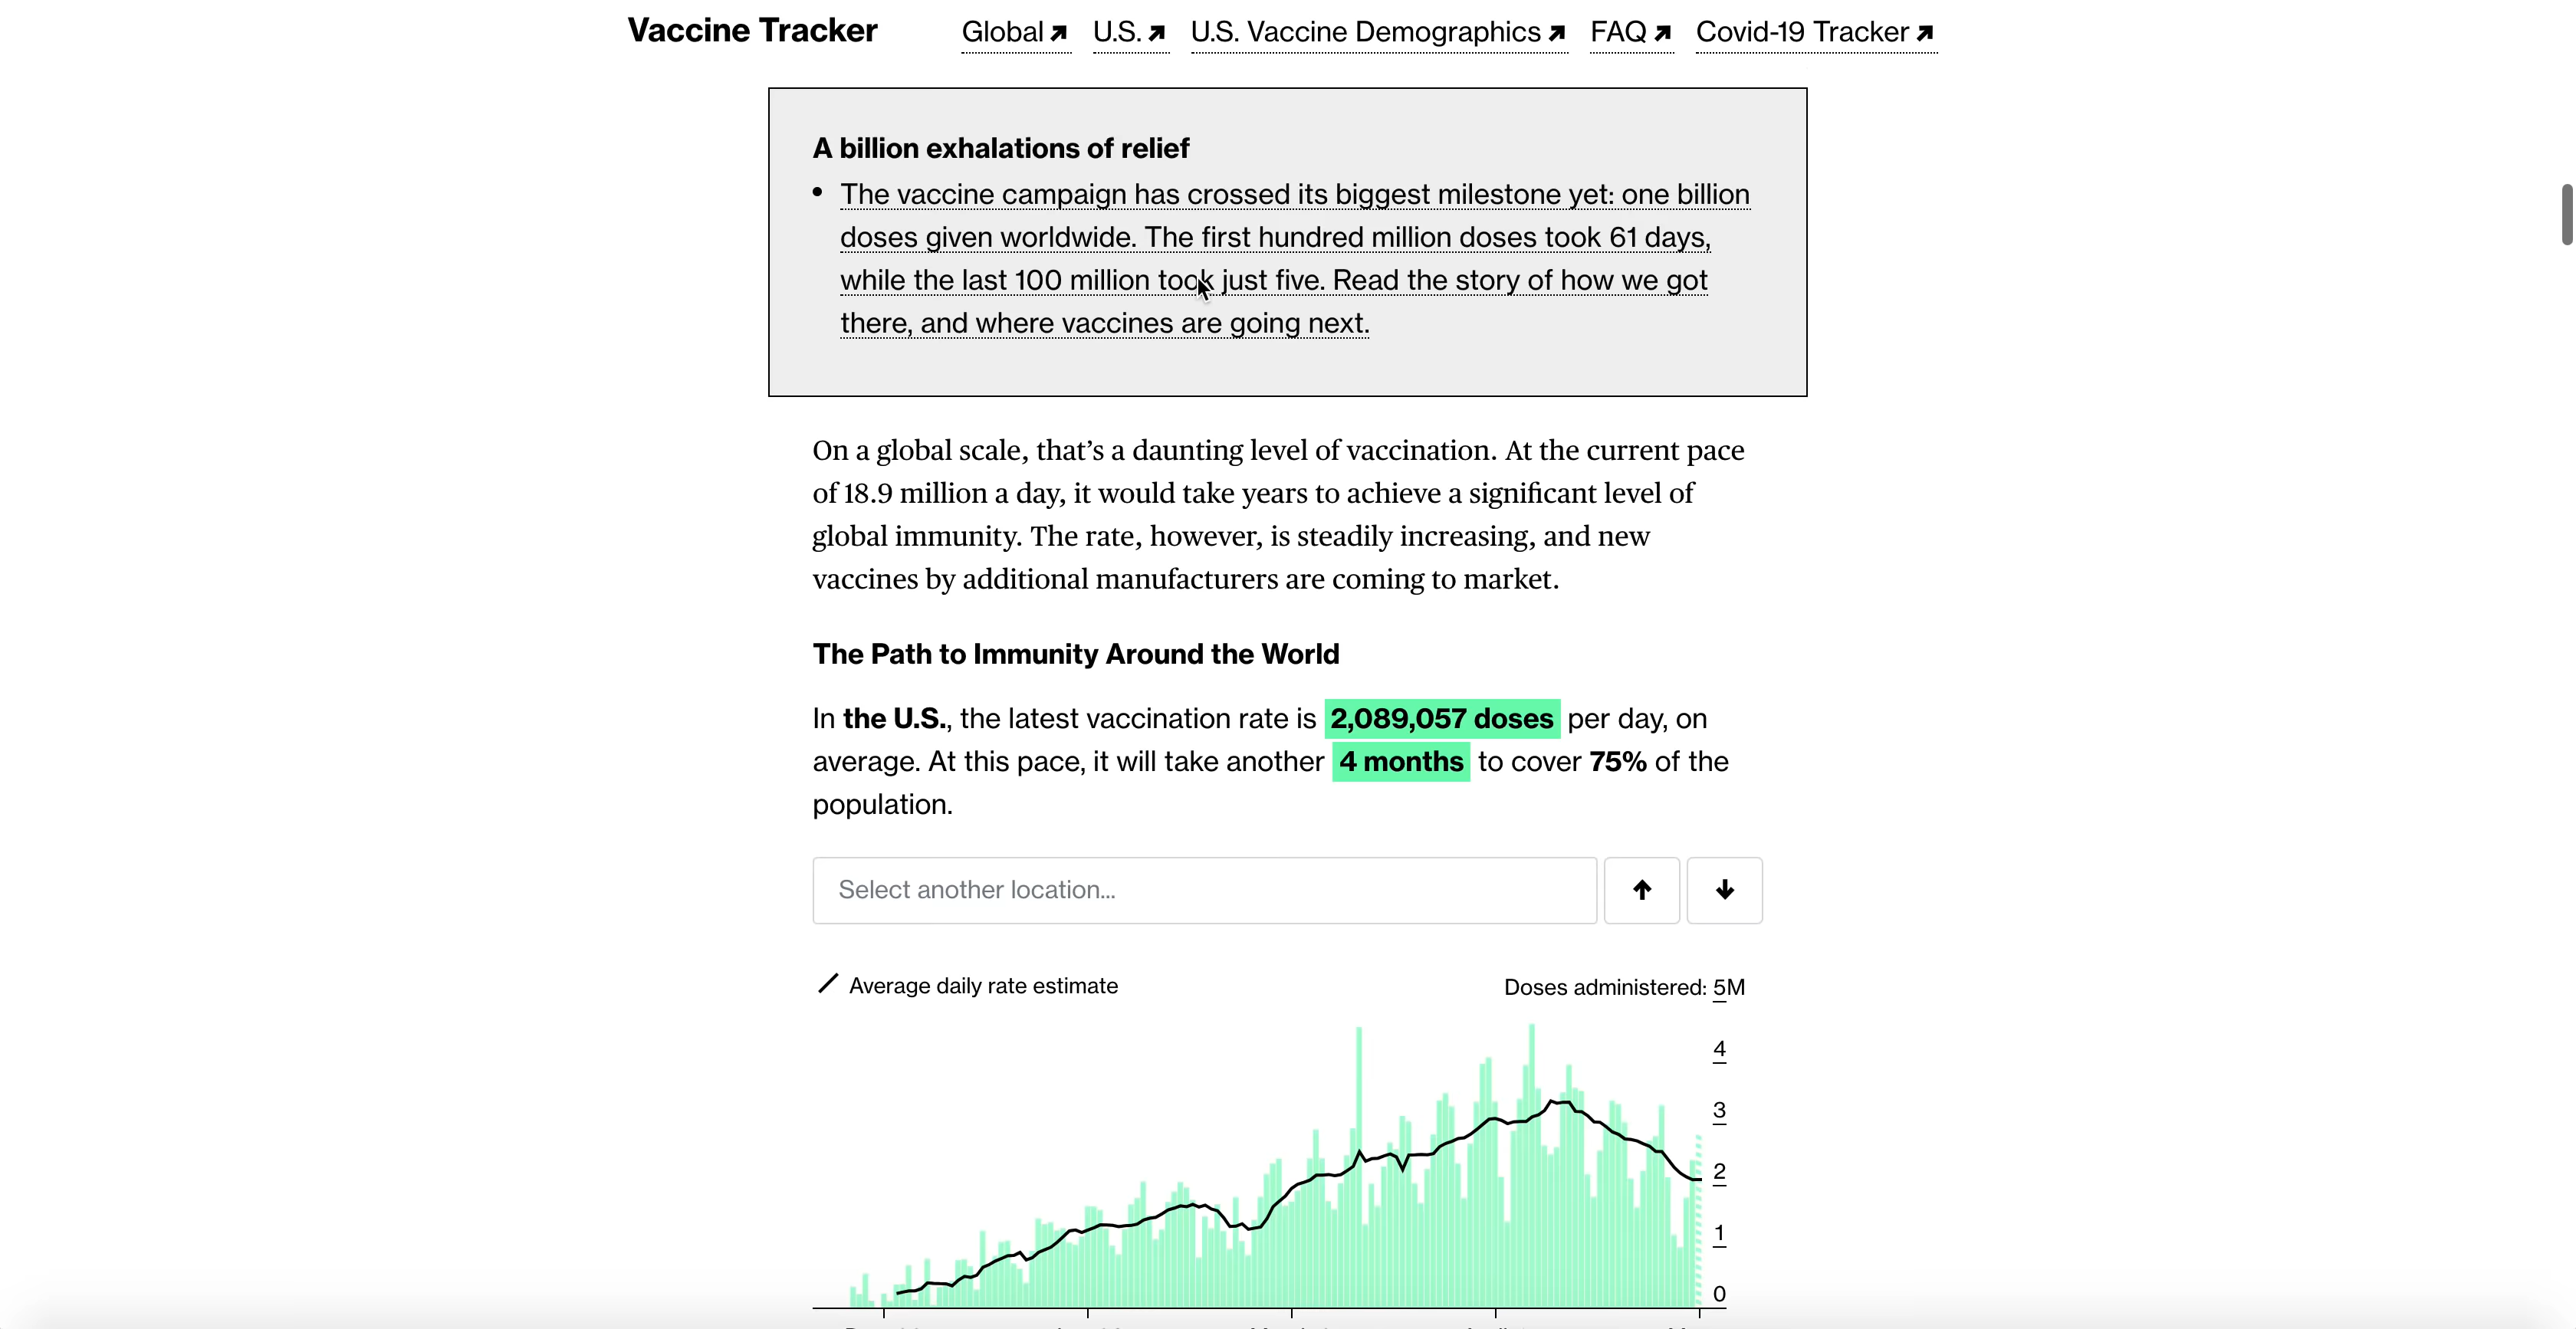 Vaccine Tracker Global U.S. U.S. Vaccine Demographics FAQ Covid-19 Tracker
A billion exhalations of relief
• The vaccine campaign has crossed its biggest milestone yet: one billion
doses given worldwide. The first hundred million doses took 61 days,
while the last 100 million took just five. Read the story of how we got
there, and where vaccines are going next.
On a global scale, that’s a daunting level of vaccination. At the current pace
of 18.9 million a day, it would take years to achieve a significant level of
global immunity. The rate, however, is steadily increasing, and new
vaccines by additional manufacturers are coming to market.
The Path to Immunity Around the World
In the U.S., the latest vaccination rate is 2,089,057 doses per day, on
average. At this pace, it will take another 4 months to cover 75% of the
population.
Select another location...
Average daily rate estimate Doses administered: 5M
4
3
2
1
0